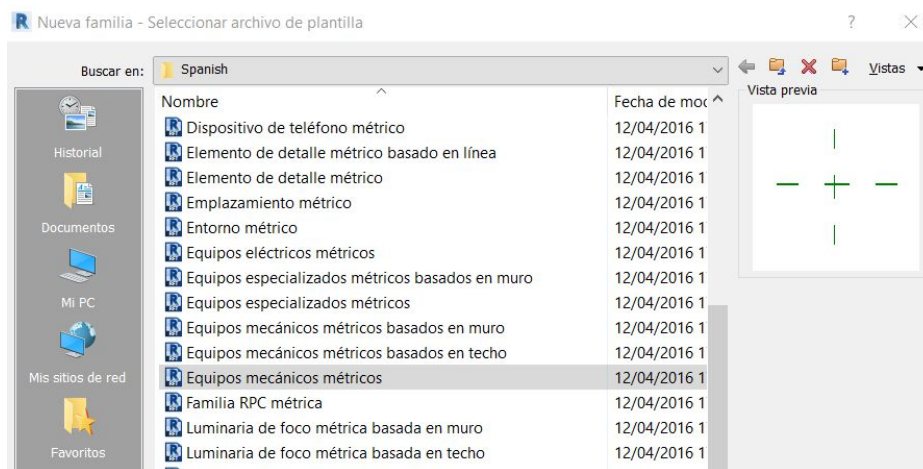 Nueva familia - Seleccionar archivo de plantilla
Buscar en: Spanish Vistas
Vista previa
Nombre Fecha de moc
Historial
Documentos
Mi PC
Mis sitios de red
Favoritos
Dispositivo de teléfono métrico 12/04/2016 1
Elemento de detalle métrico basado en línea 12/04/2016 1
Elemento de detalle métrico 12/04/2016 1
Emplazamiento métrico 12/04/2016 1
Entorno métrico 12/04/2016 1
Equipos eléctricos métricos 12/04/2016 1
Equipos especializados métricos basados en muro 12/04/2016 1
Equipos especializados métricos 12/04/2016 1
Equipos mecánicos métricos basados en muro 12/04/2016 1
Equipos mecánicos métricos basados en techo 12/04/2016 1
Equipos mecánicos métricos 12/04/2016 1
Familia RPC métrica 12/04/2016 1
Luminaria de foco métrica basada en muro 12/04/2016 1
Luminaria de foco métrica basada en techo 12/04/2016 1